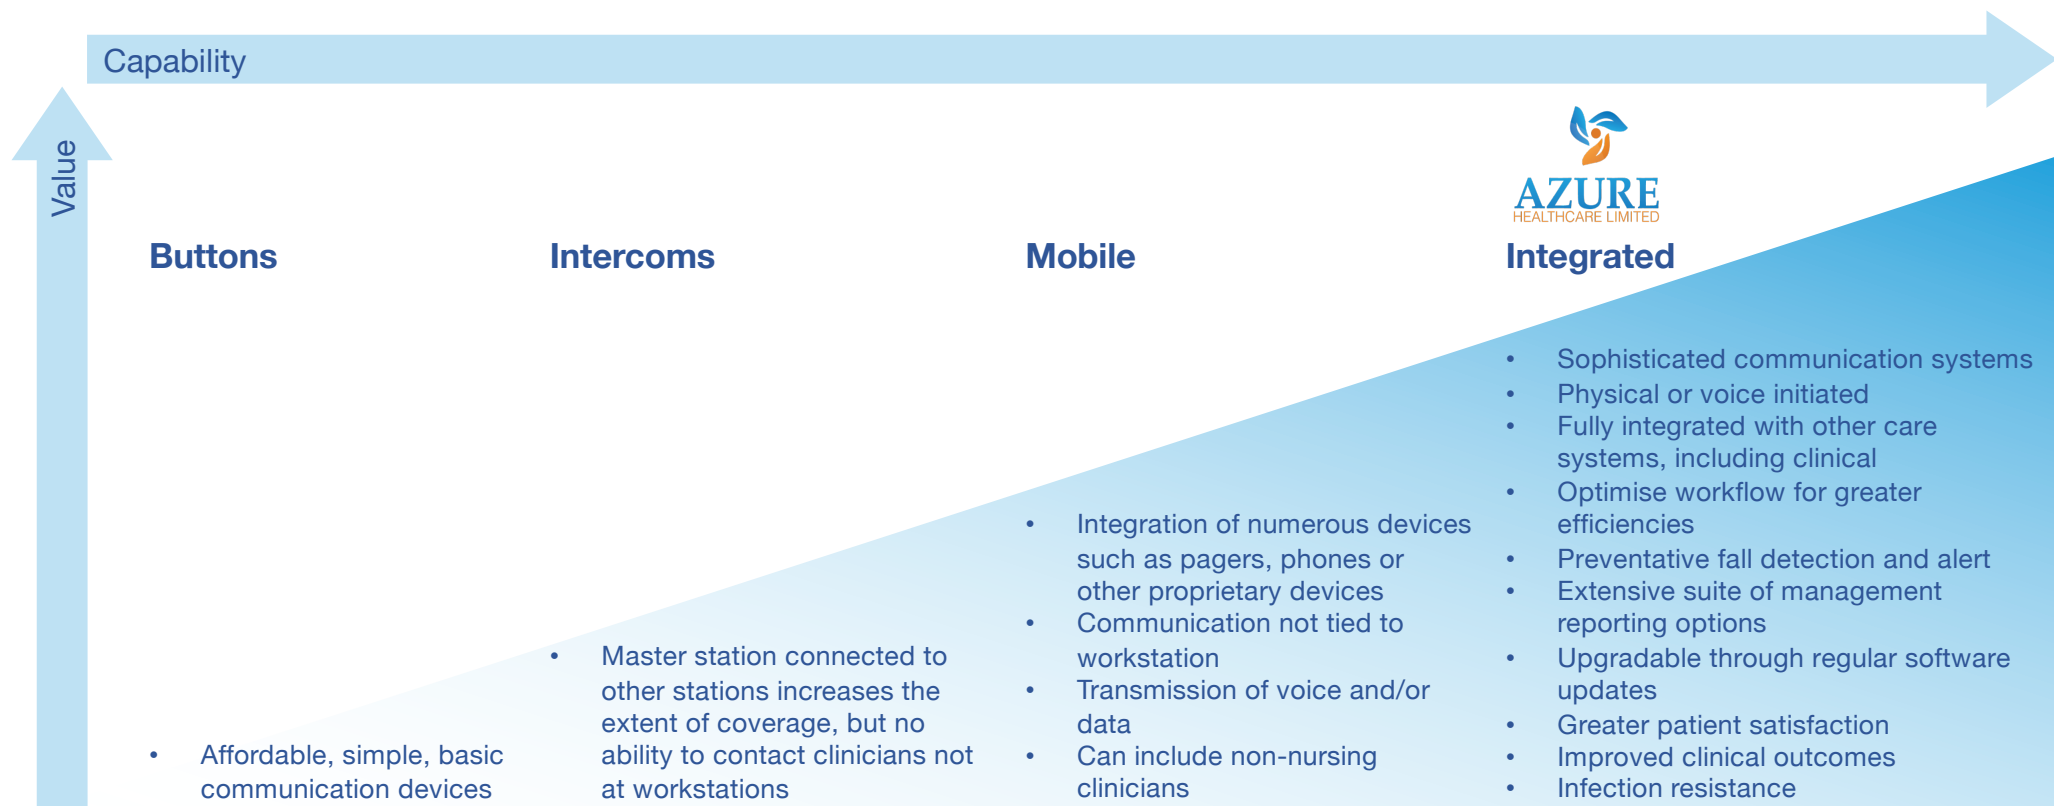 Capability
Value
AZURE
HEALTHCARE LIMITED
Buttons
• Affordable, simple, basic
communication devices
Intercoms
• Master station connected to
other stations increases the
extent of coverage, but no
ability to contact clinicians not
at workstations
Mobile
• Integration of numerous devices
such as pagers, phones or
other proprietary devices
• Communication not tied to
workstation
• Transmission of voice and/or
data
• Can include non-nursing
clinicians
Integrated
• Sophisticated communication systems
• Physical or voice initiated
• Fully integrated with other care
systems, including clinical
• Optimise workflow for greater
efficiencies
• Preventative fall detection and alert
• Extensive suite of management
reporting options
• Upgradable through regular software
updates
• Greater patient satisfaction
• Improved clinical outcomes
• Infection resistance